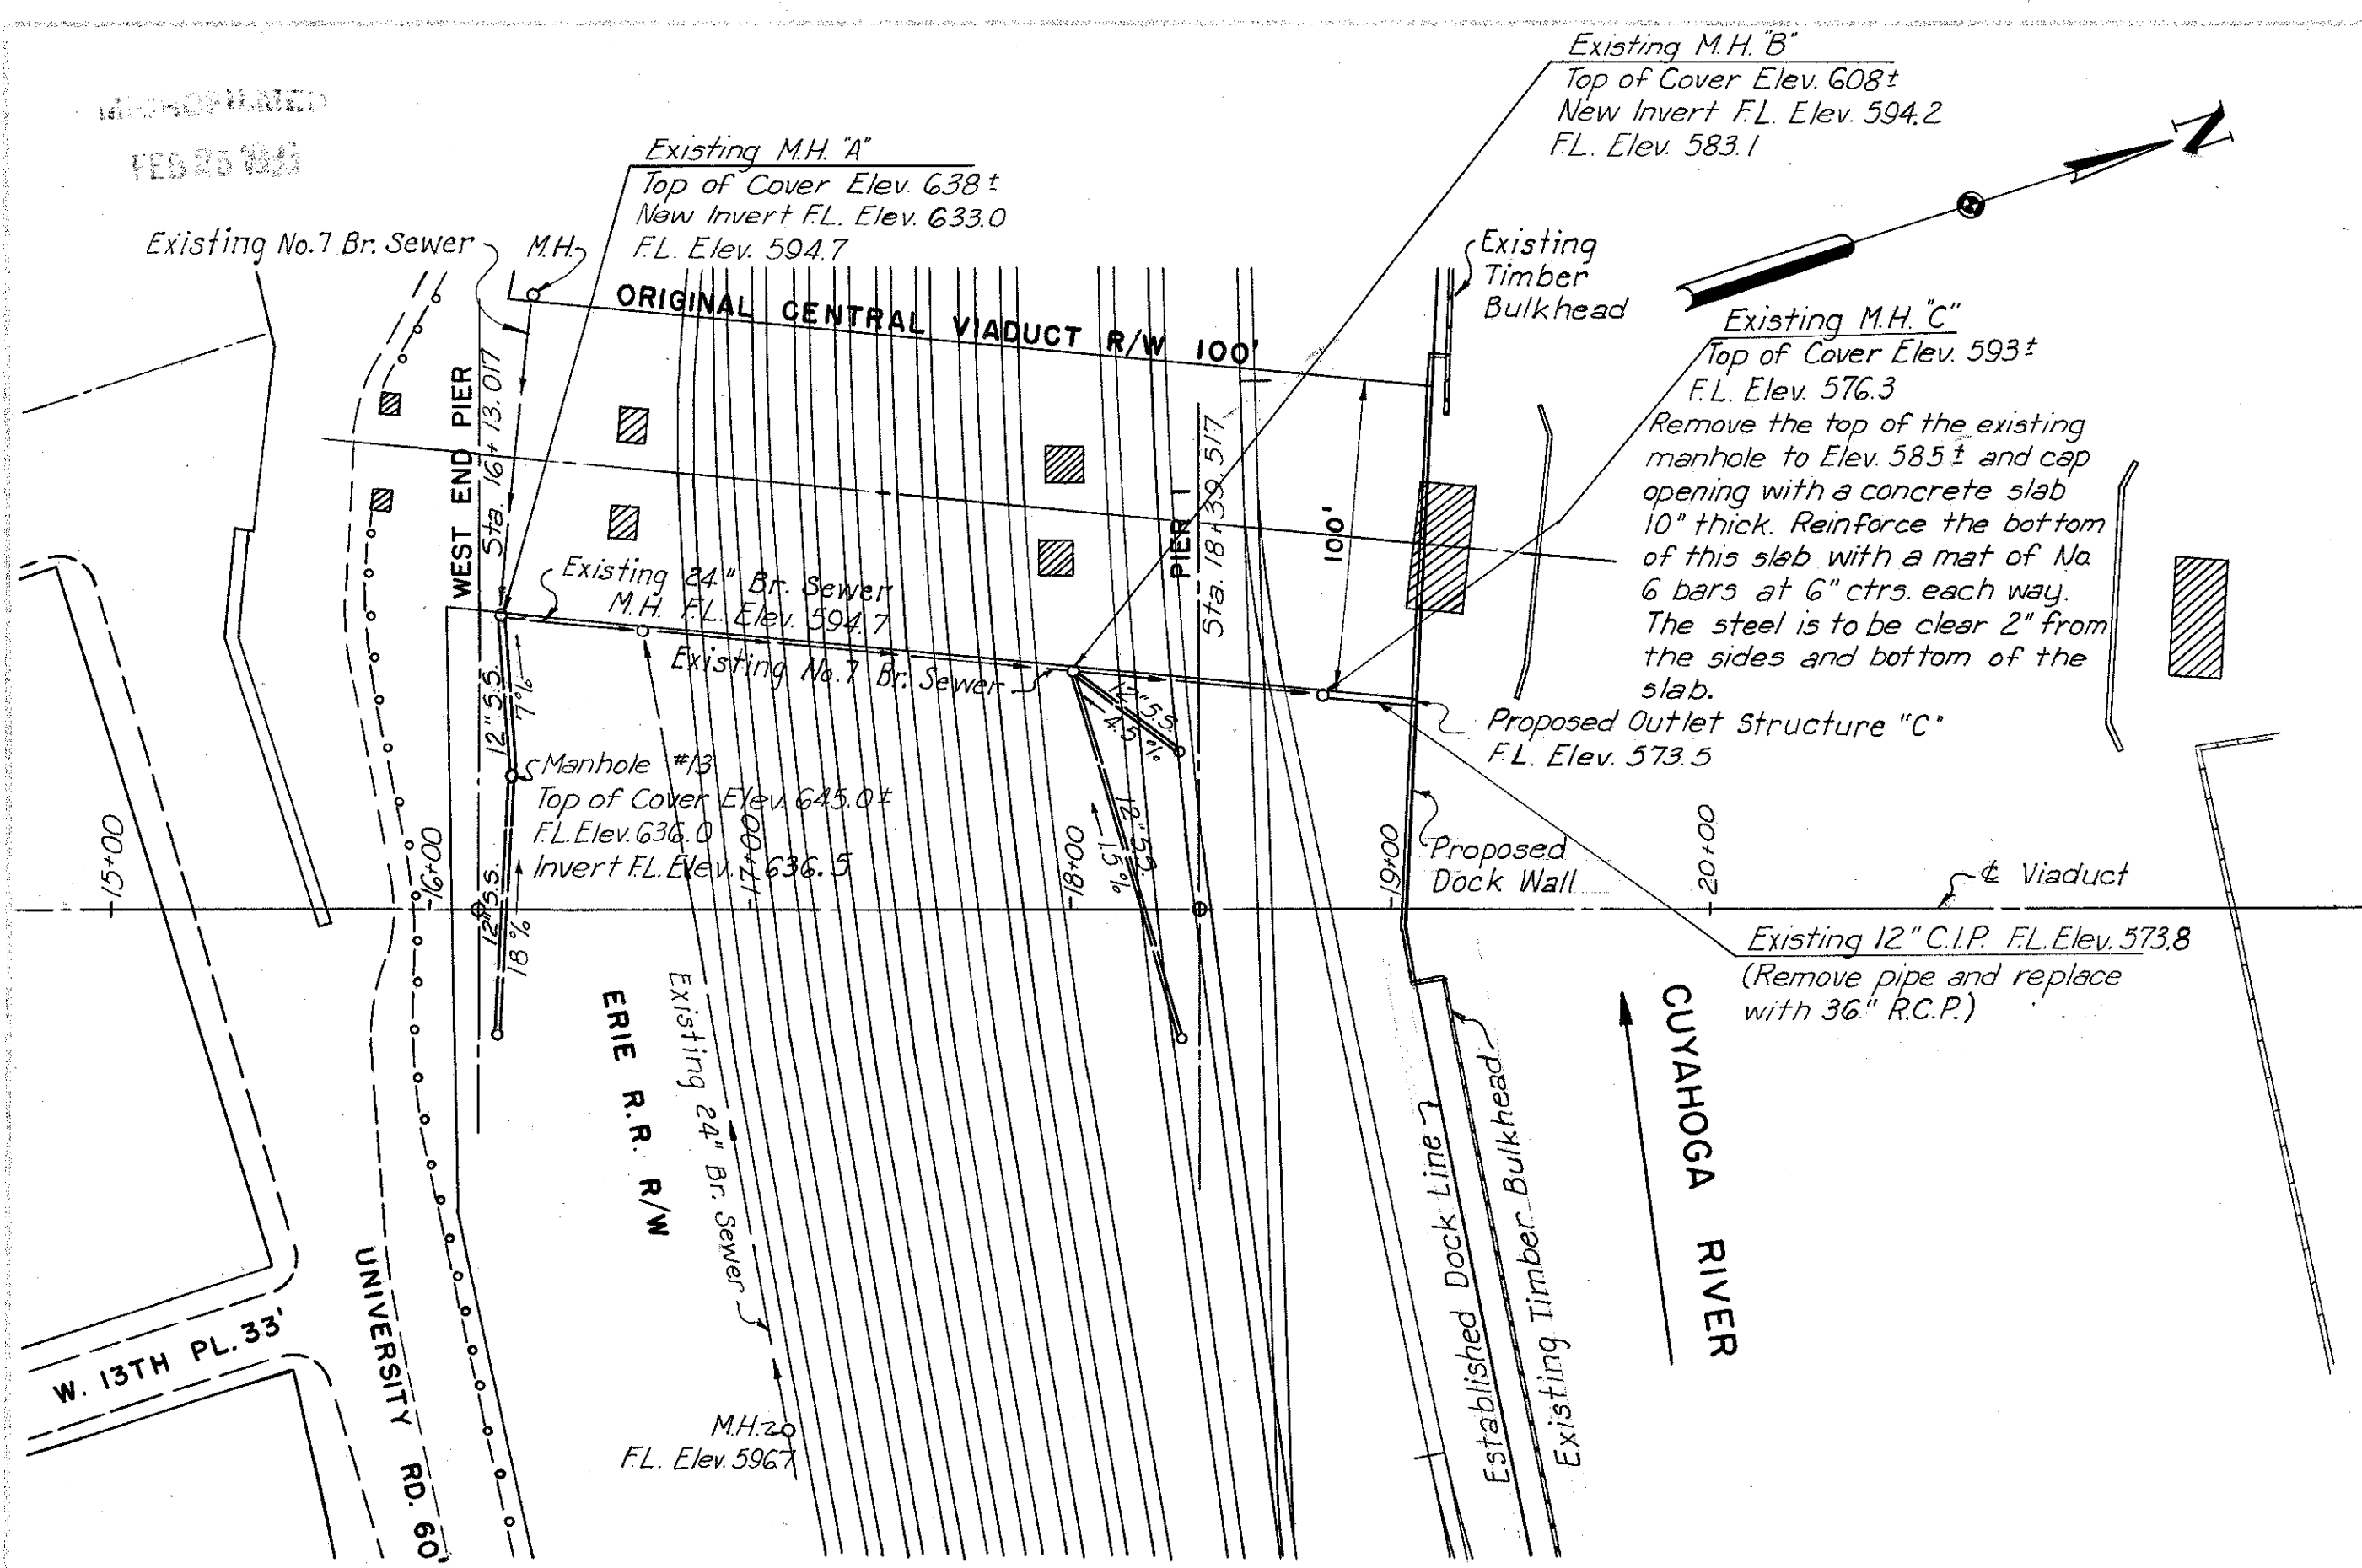 MICROFILMED
Existing M.H. "B"
Top of Cover Elev. 608±
New Invert F.L. Elev. 594.2
F.L. Elev. 583.1
Existing M.H. "A"
Top of Cover Elev. 638±
New Invert F.L. Elev. 633.0
F.L. Elev. 594.7
Existing No.7 Br. Sewer
M.H.
N
Existing
Timber
Bulkhead
ORIGINAL CENTRAL VIADUCT R/W 100'
Existing M.H. "C"
Top of Cover Elev. 593±
F.L. Elev. 576.3
Remove the top of the existing
manhole to Elev. 585± and cap
opening with a concrete slab
10" thick. Reinforce the bottom
of this slab with a mat of No.
6 bars at 6" ctrs. each way.
The steel is to be clear 2" from
the sides and bottom of the
slab.
WEST END PIER
Sta. 16+13.017
PIER 1
Sta. 18+39.517
100'
Existing 24" Br. Sewer
M.H. F.L. Elev. 594.7
Existing No.7 Br. Sewer
12" S.S.
7%
12" S.S.
Proposed Outlet Structure "C"
F.L. Elev. 573.5
Manhole #13
Top of Cover Elev. 645.0±
F.L. Elev. 636.0
Invert F.L. Elev. 636.5
12" S.S.
18%
12" S.S.
1.5%
Proposed
Dock Wall
15+00
16+00
17+00
18+00
19+00
20+00
℄ Viaduct
Existing 12" C.I.P. F.L. Elev. 573.8
(Remove pipe and replace
with 36" R.C.P.)
ERIE R.R. R/W
Existing 24" Br. Sewer
CUYAHOGA RIVER
Established Dock Line
Existing Timber Bulkhead
W. 13TH PL. 33'
UNIVERSITY RD. 60'
M.H.
F.L. Elev. 596.7